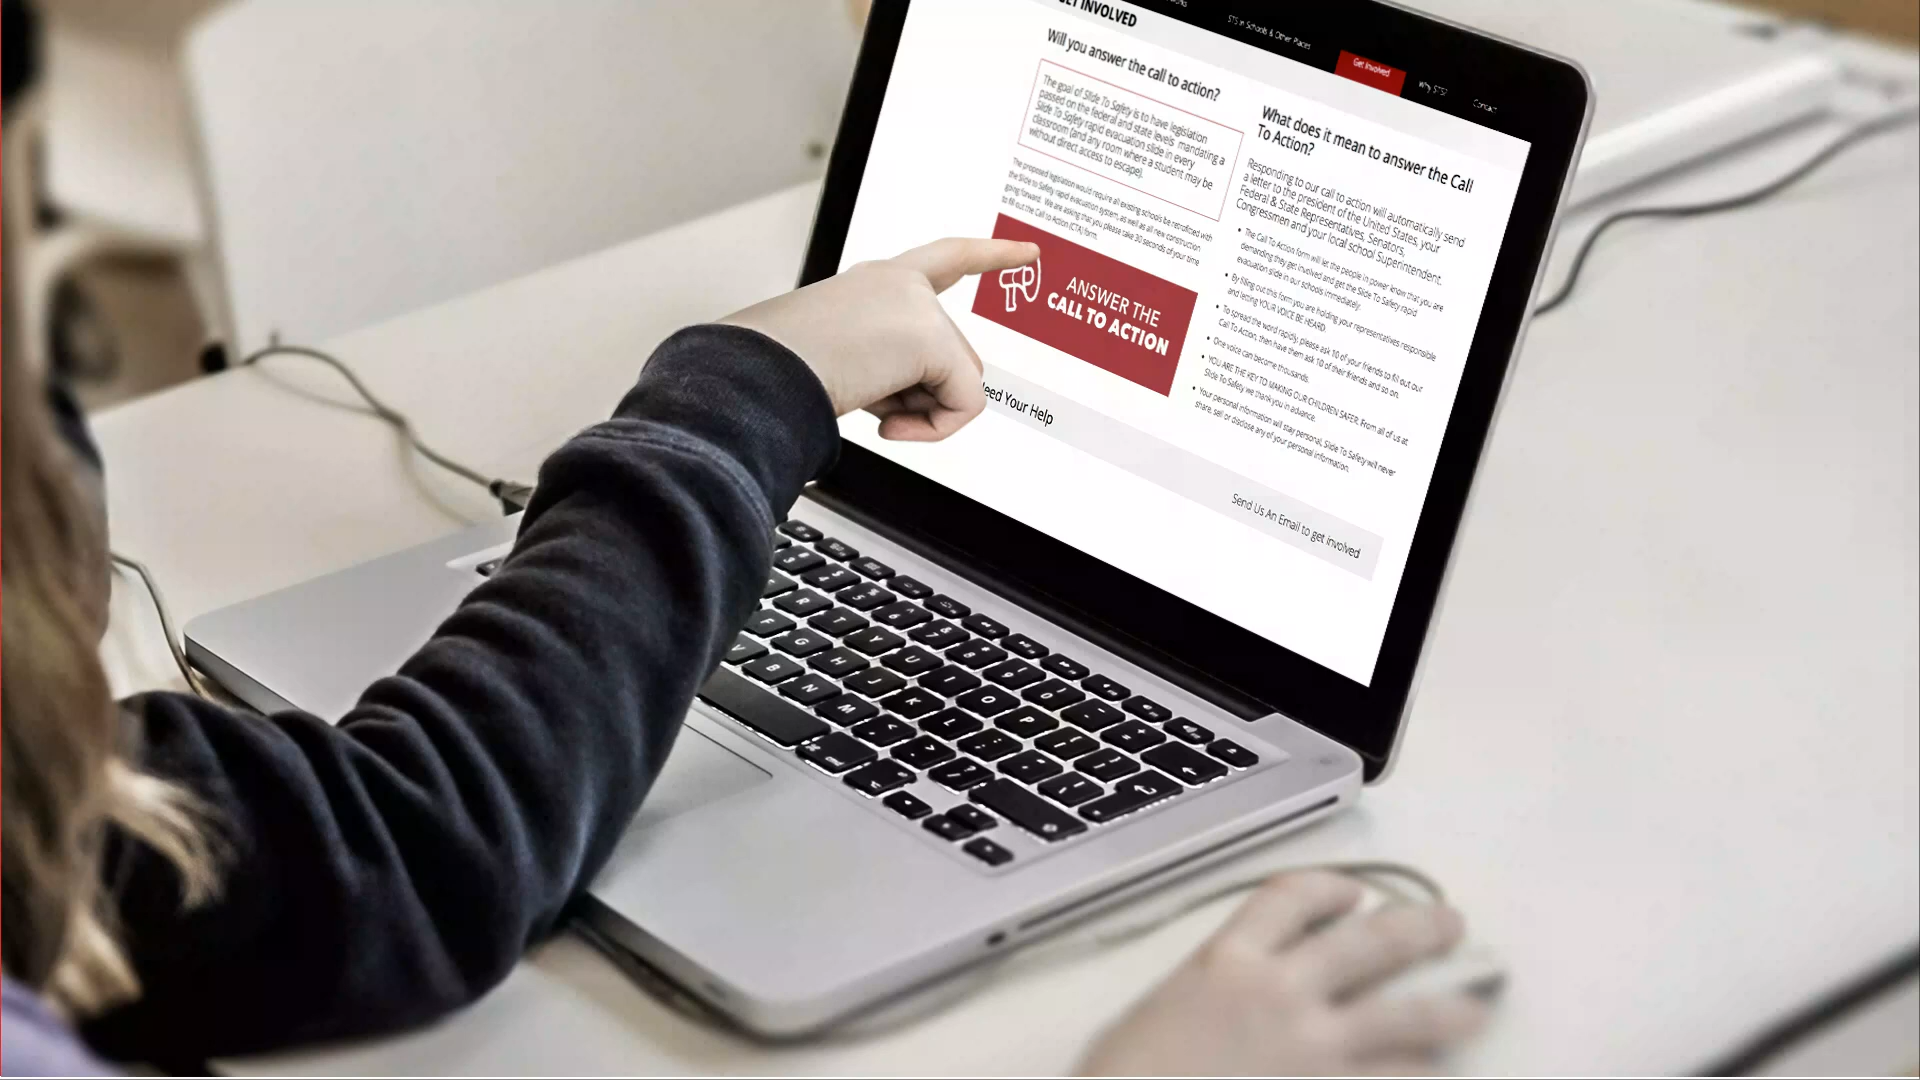 STS in Schools & Other Places
Get Involved
Why STS?
Contact
GET INVOLVED
Will you answer the call to action?
The goal of Slide To Safety is to have legislation
passed on the federal and state levels mandating a
Slide To Safety rapid evacuation slide in every
classroom (and any room where a student may be
without direct access to escape).
The proposed legislation would require all existing schools be retrofitted with
the Slide to Safety rapid evacuation system as well as all new construction
going forward. We are asking that you please take 30 seconds of your time
to fill out the Call to Action (CTA) form.
ANSWER THE
CALL TO ACTION
What does it mean to answer the Call
To Action?
Responding to our call to action will automatically send
a letter to the president of the United States, your
Federal & State Representatives, Senators,
Congressmen and your local school Superintendent.
• The Call To Action form will let the people in power know that you are
demanding they get involved and get the Slide To Safety rapid
evacuation slide in our schools immediately.
• By filling out this form you are holding your representatives responsible
and letting YOUR VOICE BE HEARD.
• To spread the word rapidly, please ask 10 of your friends to fill out our
Call To Action, then have them ask 10 of their friends and so on.
• One voice can become thousands.
• YOU ARE THE KEY TO MAKING OUR CHILDREN SAFER. From all of us at
Slide To Safety we thank you in advance.
• Your personal information will stay personal, Slide To Safety will never
share, sell or disclose any of your personal information.
Need Your Help
Send Us An Email to get involved